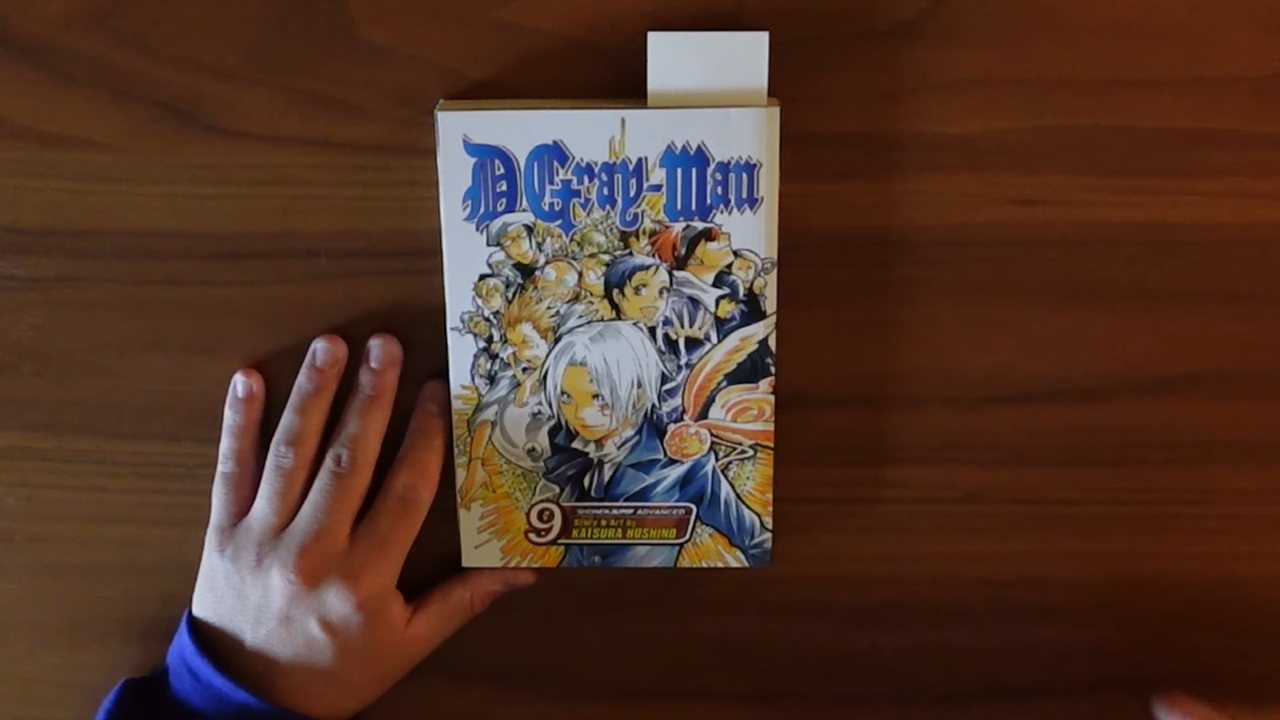 D.Gray-Man
9
SHONEN JUMP ADVANCED
Story & Art by
KATSURA HOSHINO